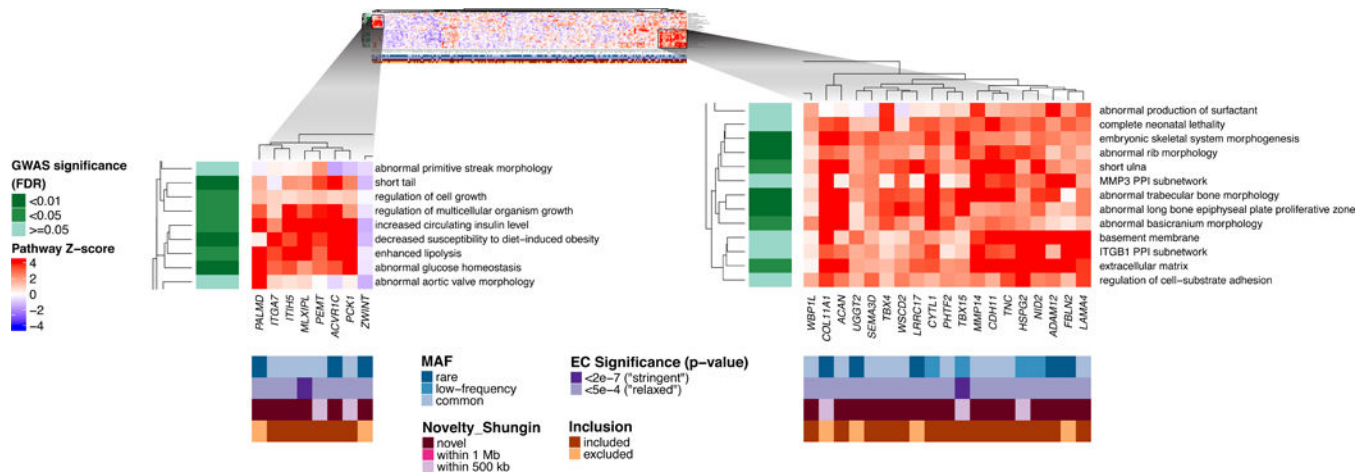 GWAS significance
(FDR)
<0.01
<0.05
>=0.05
Pathway Z-score
4
2
0
-2
-4
abnormal primitive streak morphology
short tail
regulation of cell growth
regulation of multicellular organism growth
increased circulating insulin level
decreased susceptibility to diet-induced obesity
enhanced lipolysis
abnormal glucose homeostasis
abnormal aortic valve morphology
PALMD
ITGA7
ITIH5
MLXIPL
PEMT
ACVR1C
PCK1
ZWINT
abnormal production of surfactant
complete neonatal lethality
embryonic skeletal system morphogenesis
abnormal rib morphology
short ulna
MMP3 PPI subnetwork
abnormal trabecular bone morphology
abnormal long bone epiphyseal plate proliferative zone
abnormal basicranium morphology
basement membrane
ITGB1 PPI subnetwork
extracellular matrix
regulation of cell-substrate adhesion
WBP1L
COL11A1
ACAN
UGGT2
SEMA3D
TBX4
WSCD2
LRRC17
CYTL1
PHTF2
TBX15
MMP14
CDH11
TNC
HSPG2
NID2
ADAM12
FBLN2
LAMA4
MAF
rare
low-frequency
common
EC Significance (p-value)
<2e-7 ("stringent")
<5e-4 ("relaxed")
Novelty_Shungin
novel
within 1 Mb
within 500 kb
Inclusion
included
excluded